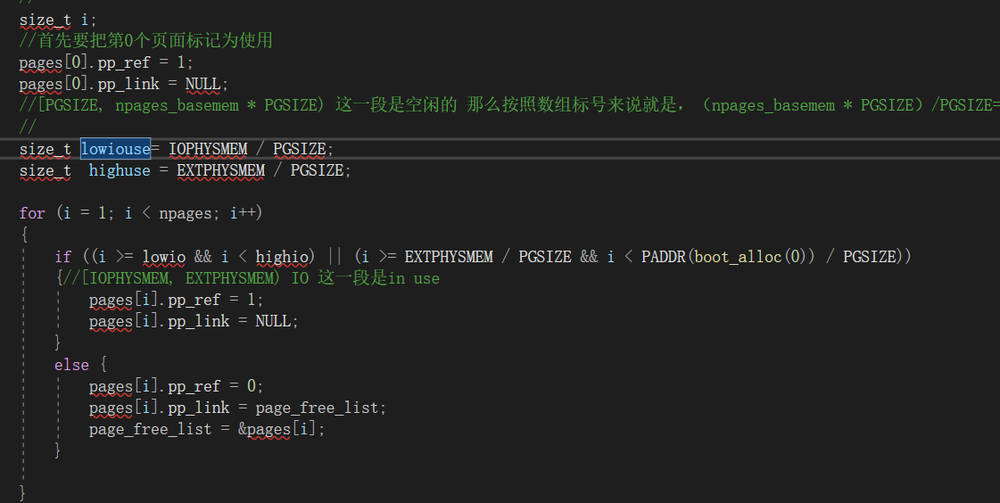 //
size_t i;
//首先要把第0个页面标记为使用
pages[0].pp_ref = 1;
pages[0].pp_link = NULL;
//[PGSIZE, npages_basemem * PGSIZE) 这一段是空闲的 那么按照数组标号来说就是，（npages_basemem * PGSIZE）/PGSIZE=
//
size_t lowiouse= IOPHYSMEM / PGSIZE;
size_t  highuse = EXTPHYSMEM / PGSIZE;
for (i = 1; i < npages; i++)
{
if ((i >= lowio && i < highio) || (i >= EXTPHYSMEM / PGSIZE && i < PADDR(boot_alloc(0)) / PGSIZE))
{//[IOPHYSMEM, EXTPHYSMEM) IO 这一段是in use
pages[i].pp_ref = 1;
pages[i].pp_link = NULL;
}
else {
pages[i].pp_ref = 0;
pages[i].pp_link = page_free_list;
page_free_list = &pages[i];
}
}